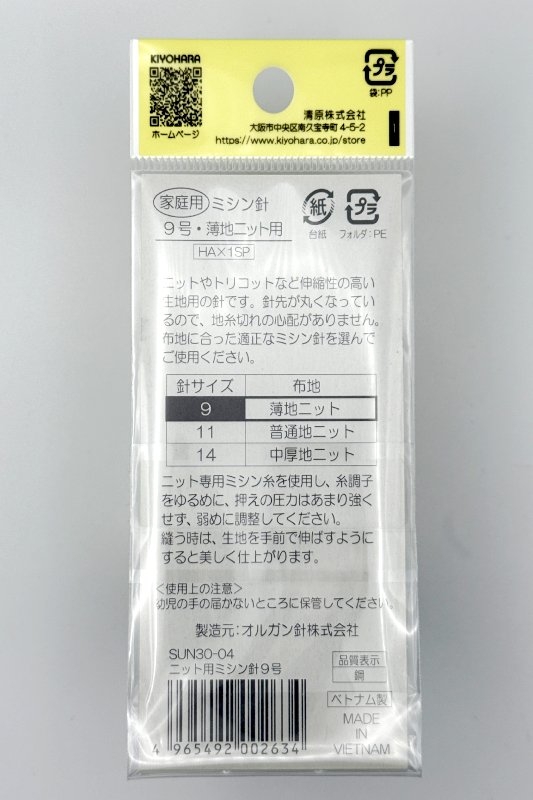 KIYOHARA
ホームページ
プラ
袋:PP
清原株式会社
大阪市中央区南久宝寺町 4-5-2
https://www.kiyohara.co.jp/store
家庭用 ミシン針
9号・薄地ニット用
HA×1SP
紙
台紙
プラ
フォルダ:PE
ニットやトリコットなど伸縮性の高い
生地用の針です。針先が丸くなってい
るので、地糸切れの心配がありません。
布地に合った適正なミシン針を選んで
ご使用ください。
針サイズ 布地
9 薄地ニット
11 普通地ニット
14 中厚地ニット
ニット専用ミシン糸を使用し、糸調子
をゆるめに、押えの圧力はあまり強く
せず、弱めに調整してください。
縫う時は、生地を手前で伸ばすように
すると美しく仕上がります。
<使用上の注意>
幼児の手の届かないところに保管してください。
製造元:オルガン針株式会社
SUN30-04
ニット用ミシン針9号
品質表示
鋼
ベトナム製
MADE
IN
VIETNAM
4 965492 002634